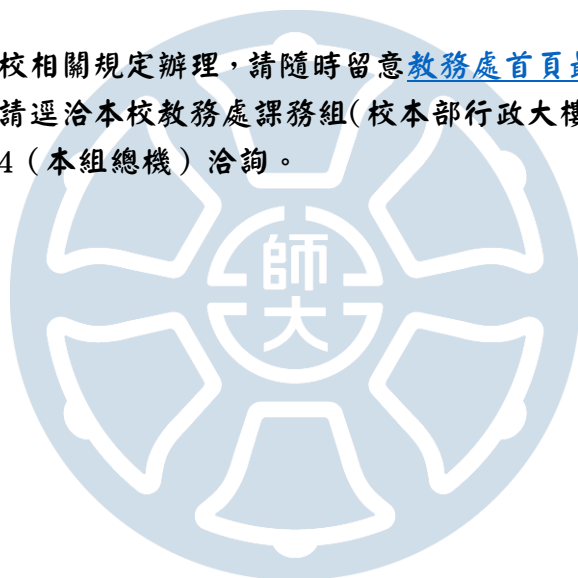 校相關規定辦理，請隨時留意教務處首頁最
請逕洽本校教務處課務組(校本部行政大樓
4（本組總機）洽詢。
師
大